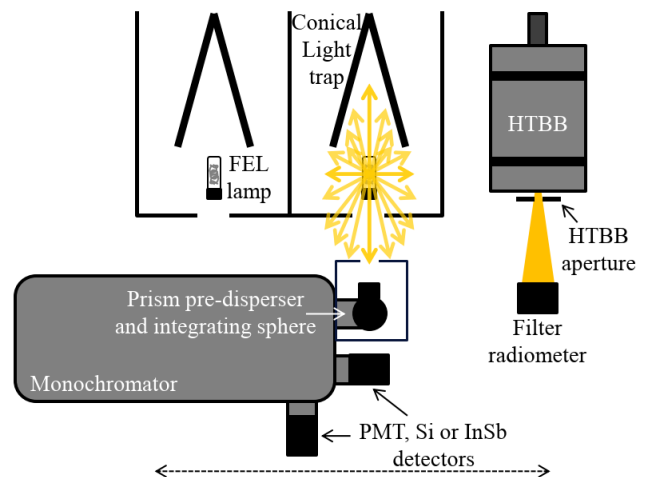 Conical
Light
trap
FEL
lamp
HTBB
HTBB
aperture
Prism pre-disperser
and integrating sphere
Filter
radiometer
Monochromator
PMT, Si or InSb
detectors